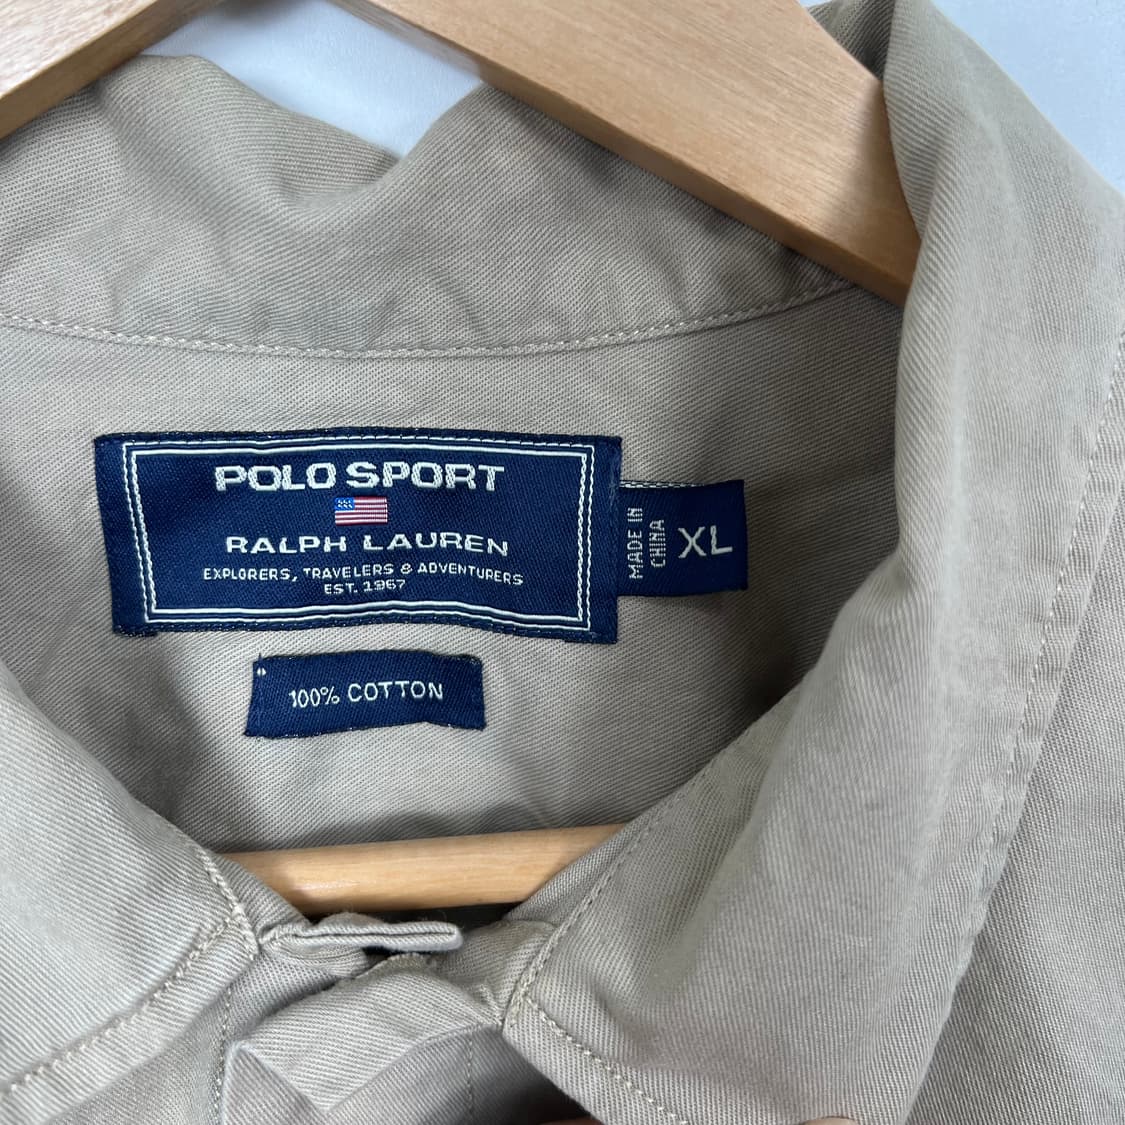 POLO SPORT
RALPH LAUREN
EXPLORERS, TRAVELERS & ADVENTURERS
EST. 1967
MADE IN
CHINA
XL
100% COTTON